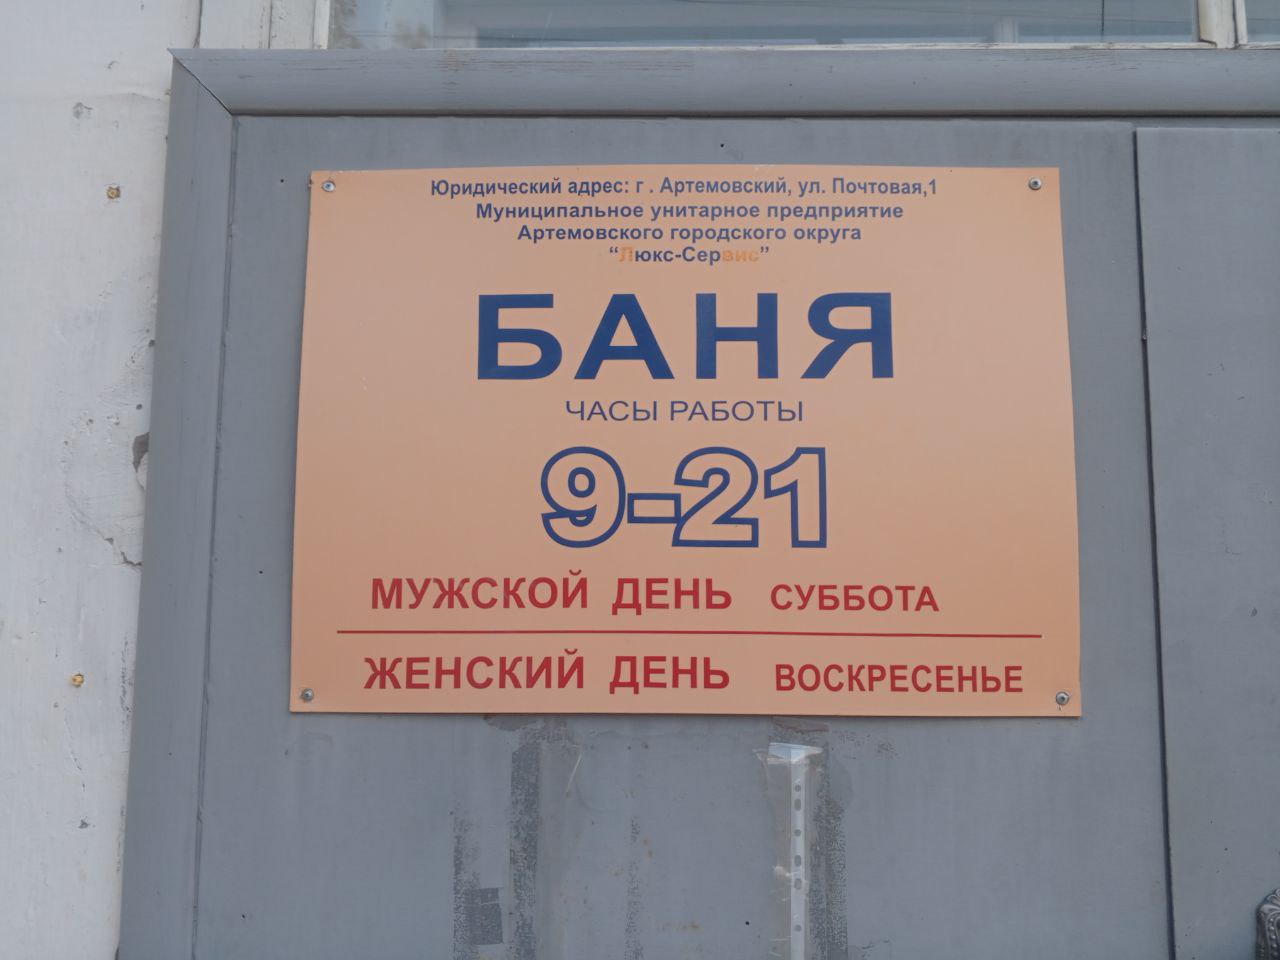 Юридический адрес: г . Артемовский, ул. Почтовая,1
Муниципальное унитарное предприятие
Артемовского городского округа
“Люкс-Сервис”
БАНЯ
ЧАСЫ РАБОТЫ
9-21
МУЖСКОЙ ДЕНЬ СУББОТА
ЖЕНСКИЙ ДЕНЬ ВОСКРЕСЕНЬЕ